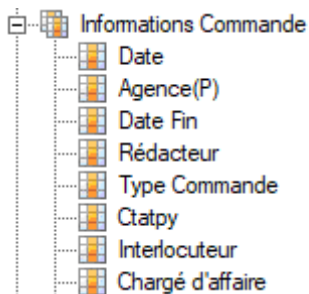 Informations Commande
Date
Agence(P)
Date Fin
Rédacteur
Type Commande
Ctatpy
Interlocuteur
Chargé d'affaire